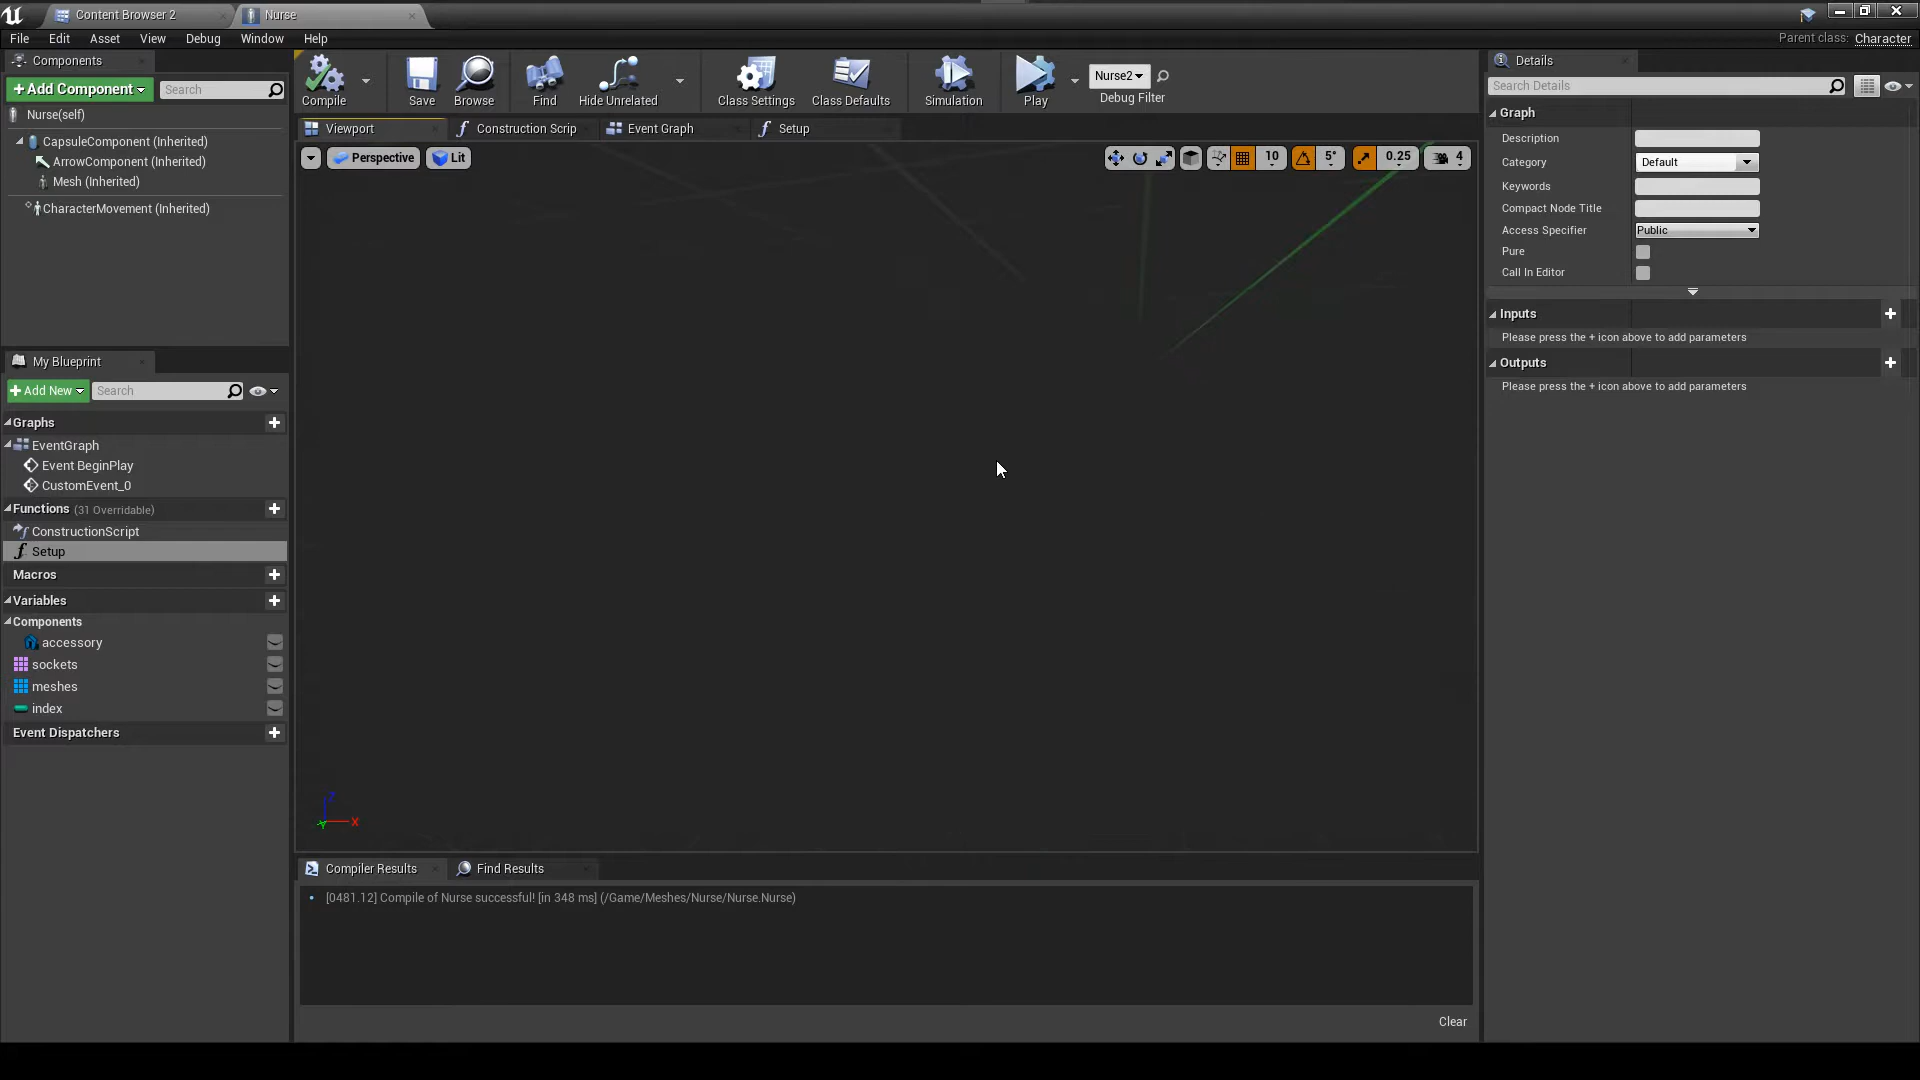 Content Browser 2
Nurse
File Edit Asset View Debug Window Help
Parent class: Character
Components
+ Add Component
Search
Nurse(self)
CapsuleComponent (Inherited)
ArrowComponent (Inherited)
Mesh (Inherited)
CharacterMovement (Inherited)
My Blueprint
+ Add New
Search
Graphs
EventGraph
Event BeginPlay
CustomEvent_0
Functions (31 Overridable)
ConstructionScript
Setup
Macros
Variables
Components
accessory
sockets
meshes
index
Event Dispatchers
Compile
Save
Browse
Find
Hide Unrelated
Class Settings
Class Defaults
Simulation
Play
Nurse2
Debug Filter
Viewport
Construction Scrip
Event Graph
Setup
Perspective
Lit
10
5°
0.25
4
Z
X
Y
Compiler Results
Find Results
[0481.12] Compile of Nurse successful! [in 348 ms] (/Game/Meshes/Nurse/Nurse.Nurse)
Clear
Details
Search Details
Graph
Description
Category
Default
Keywords
Compact Node Title
Access Specifier
Public
Pure
Call In Editor
Inputs
Please press the + icon above to add parameters
Outputs
Please press the + icon above to add parameters